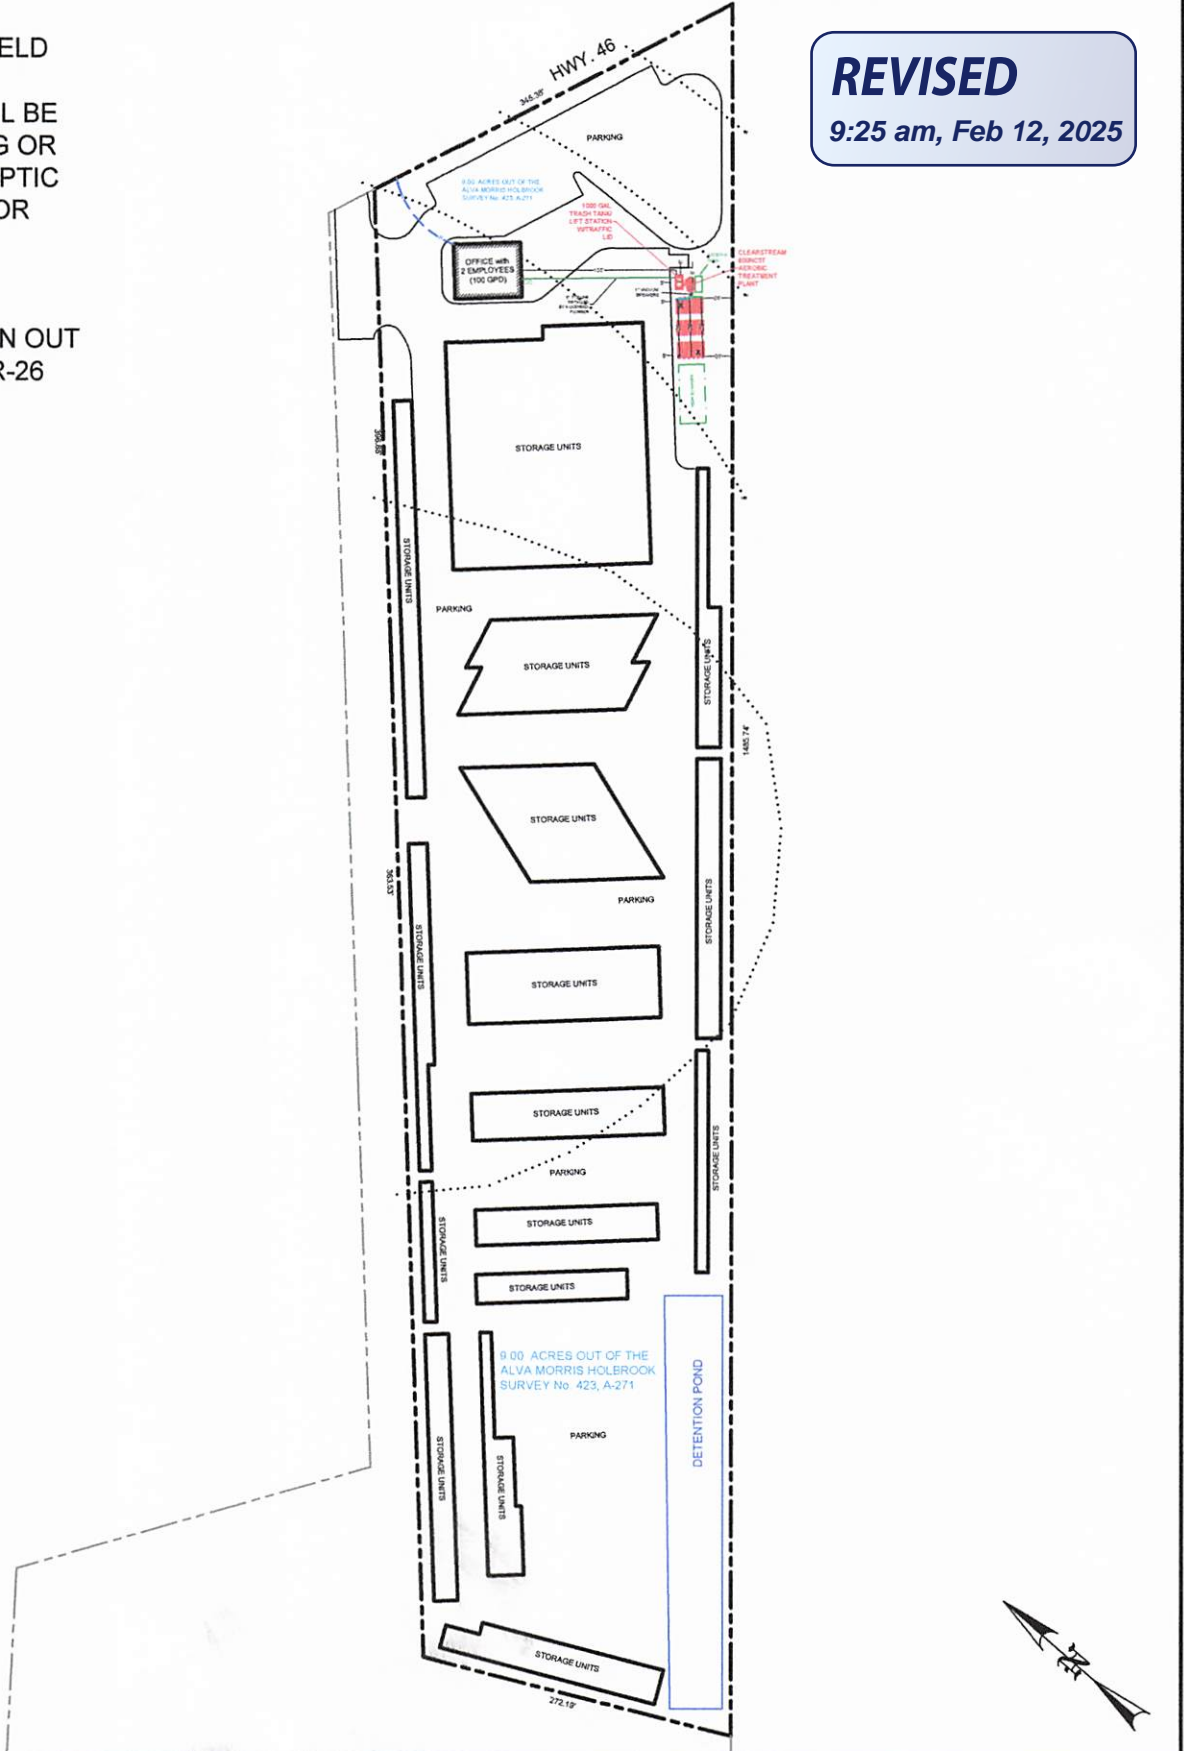 ELD
L BE
G OR
PTIC
OR
N OUT
R-26
REVISED
9:25 am, Feb 12, 2025
HWY. 46
345.38'
PARKING
9.00 ACRES OUT OF THE
ALVA MORRIS HOLBROOK
SURVEY No. 423, A-271
TRASH TANK/
LIFT STATION
W/TRAFFIC
LID
OFFICE with
2 EMPLOYEES
(100 GPD)
CLEARSTREAM
AEROBIC
TREATMENT
PLANT
STORAGE UNITS
STORAGE UNITS
PARKING
STORAGE UNITS
STORAGE UNITS
1485.74'
STORAGE UNITS
363.53'
PARKING
STORAGE UNITS
STORAGE UNITS
STORAGE UNITS
STORAGE UNITS
STORAGE UNITS
PARKING
STORAGE UNITS
STORAGE UNITS
STORAGE UNITS
9.00 ACRES OUT OF THE
ALVA MORRIS HOLBROOK
SURVEY No. 423, A-271
DETENTION POND
PARKING
STORAGE UNITS
STORAGE UNITS
STORAGE UNITS
272.19'
N